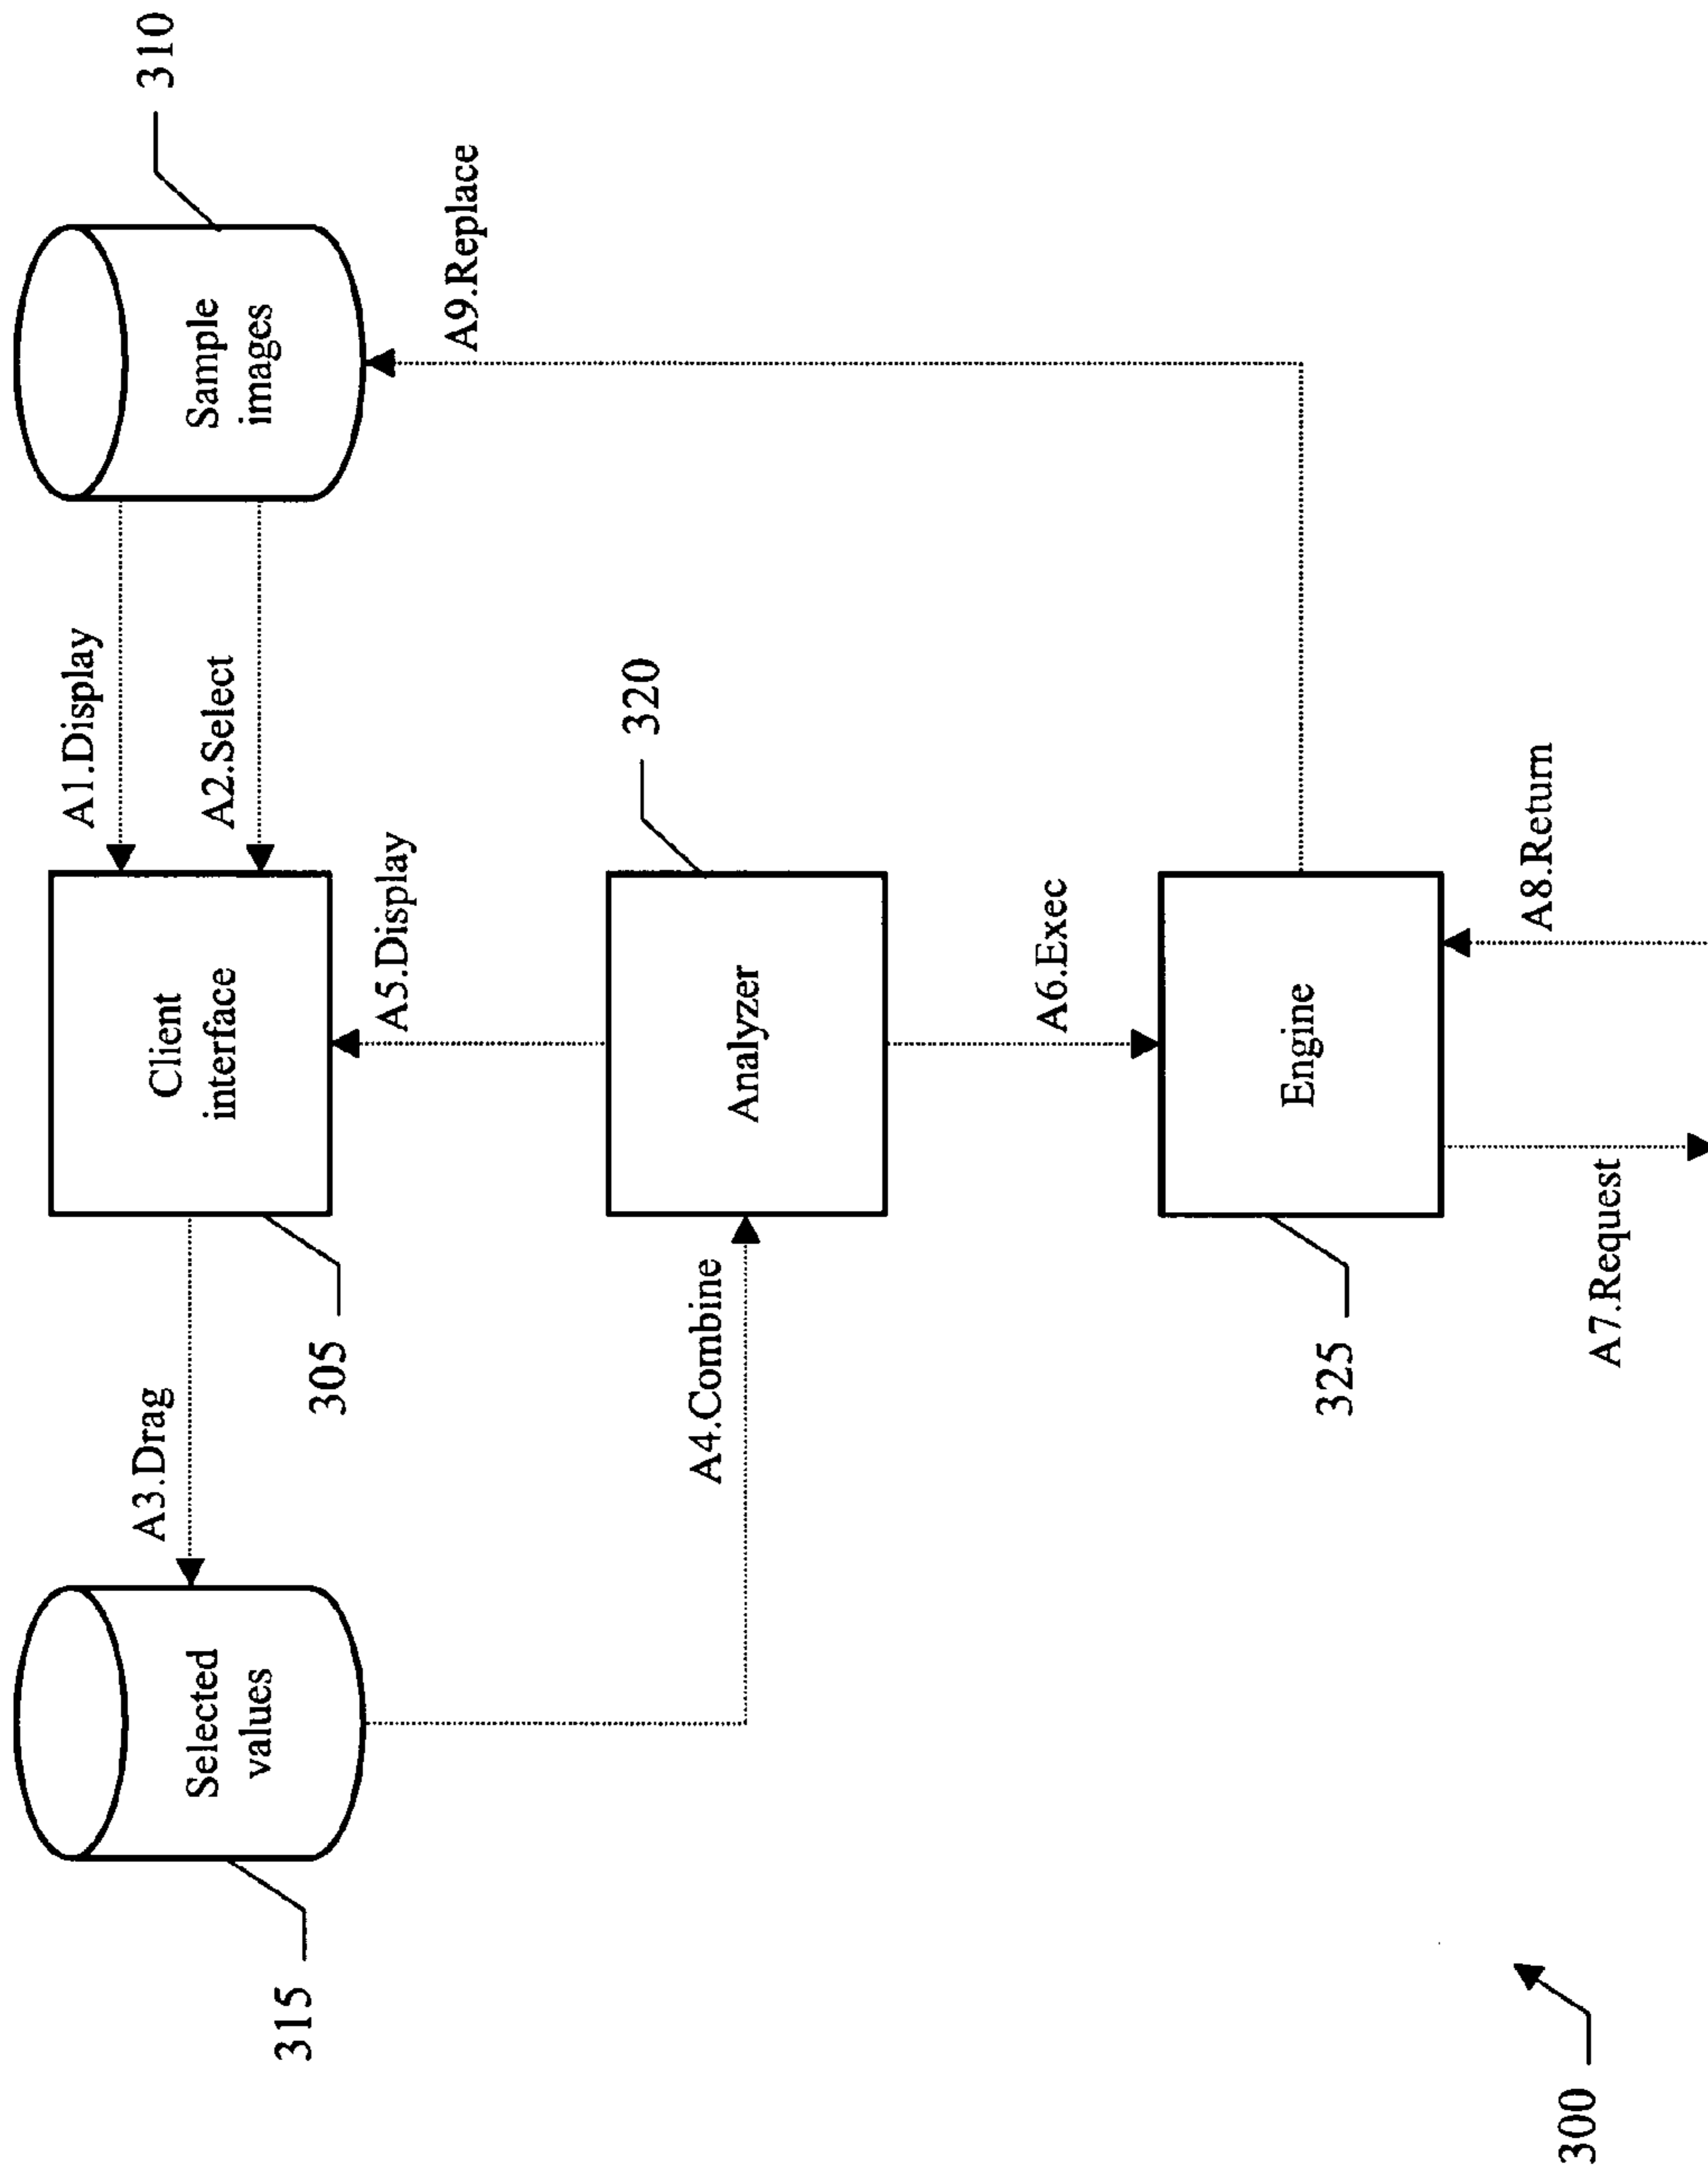 310
Sample
images
A9.Replace
A1.Display
A2.Select
320
A5.Display
Client
interface
Analyzer
A6.Exec
A8.Return
Engine
305
A3.Drag
A4.Combine
325
A7.Request
Selected
values
315
300